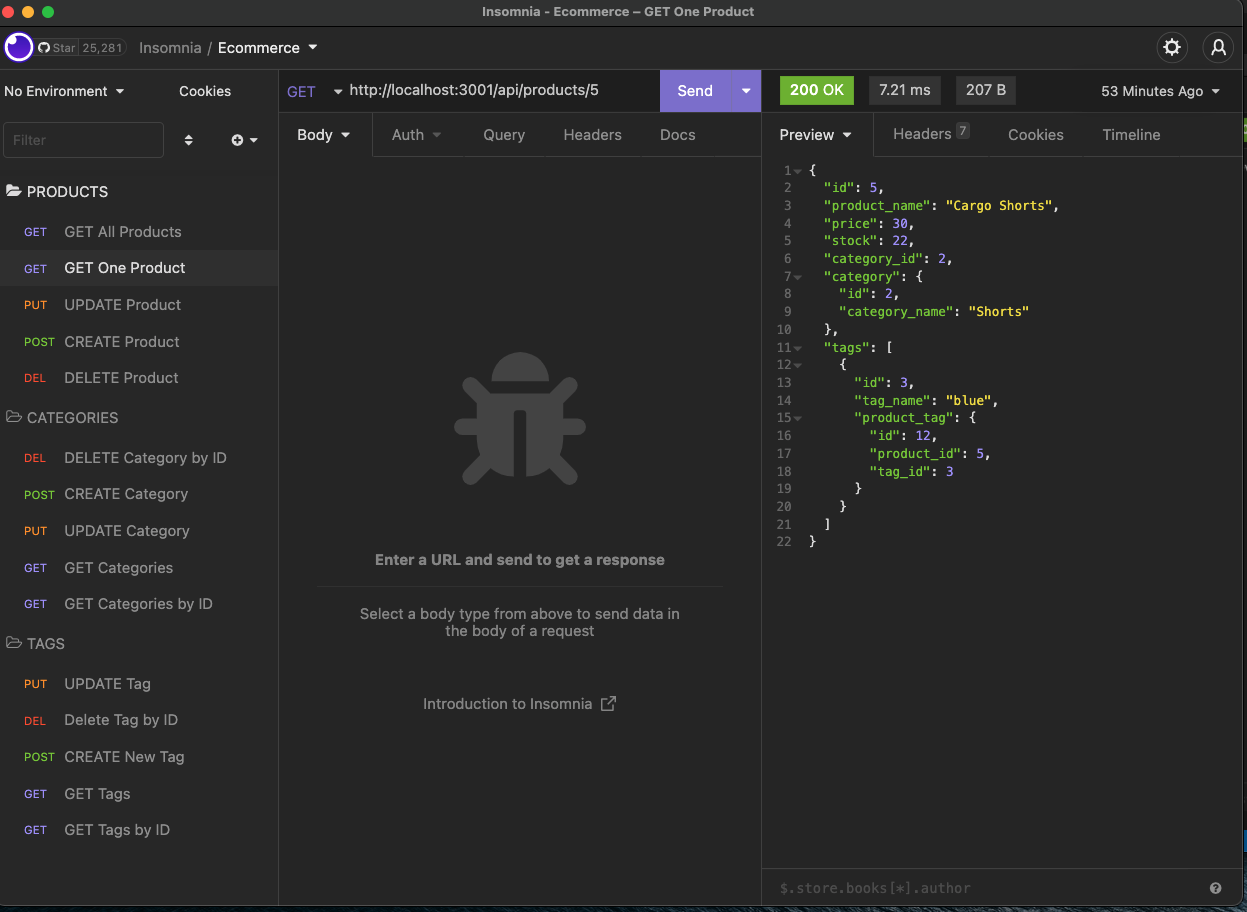 Insomnia - Ecommerce – GET One Product
Star 25,281 Insomnia / Ecommerce
No Environment Cookies
Filter
PRODUCTS
GET GET All Products
GET GET One Product
PUT UPDATE Product
POST CREATE Product
DEL DELETE Product
CATEGORIES
DEL DELETE Category by ID
POST CREATE Category
PUT UPDATE Category
GET GET Categories
GET GET Categories by ID
TAGS
PUT UPDATE Tag
DEL Delete Tag by ID
POST CREATE New Tag
GET GET Tags
GET GET Tags by ID
GET http://localhost:3001/api/products/5 Send
Body Auth Query Headers Docs
Enter a URL and send to get a response
Select a body type from above to send data in
the body of a request
Introduction to Insomnia
200 OK 7.21 ms 207 B 53 Minutes Ago
Preview Headers 7 Cookies Timeline
1 {
2 "id": 5,
3 "product_name": "Cargo Shorts",
4 "price": 30,
5 "stock": 22,
6 "category_id": 2,
7 "category": {
8 "id": 2,
9 "category_name": "Shorts"
10 },
11 "tags": [
12 {
13 "id": 3,
14 "tag_name": "blue",
15 "product_tag": {
16 "id": 12,
17 "product_id": 5,
18 "tag_id": 3
19 }
20 }
21 ]
22 }
$.store.books[*].author